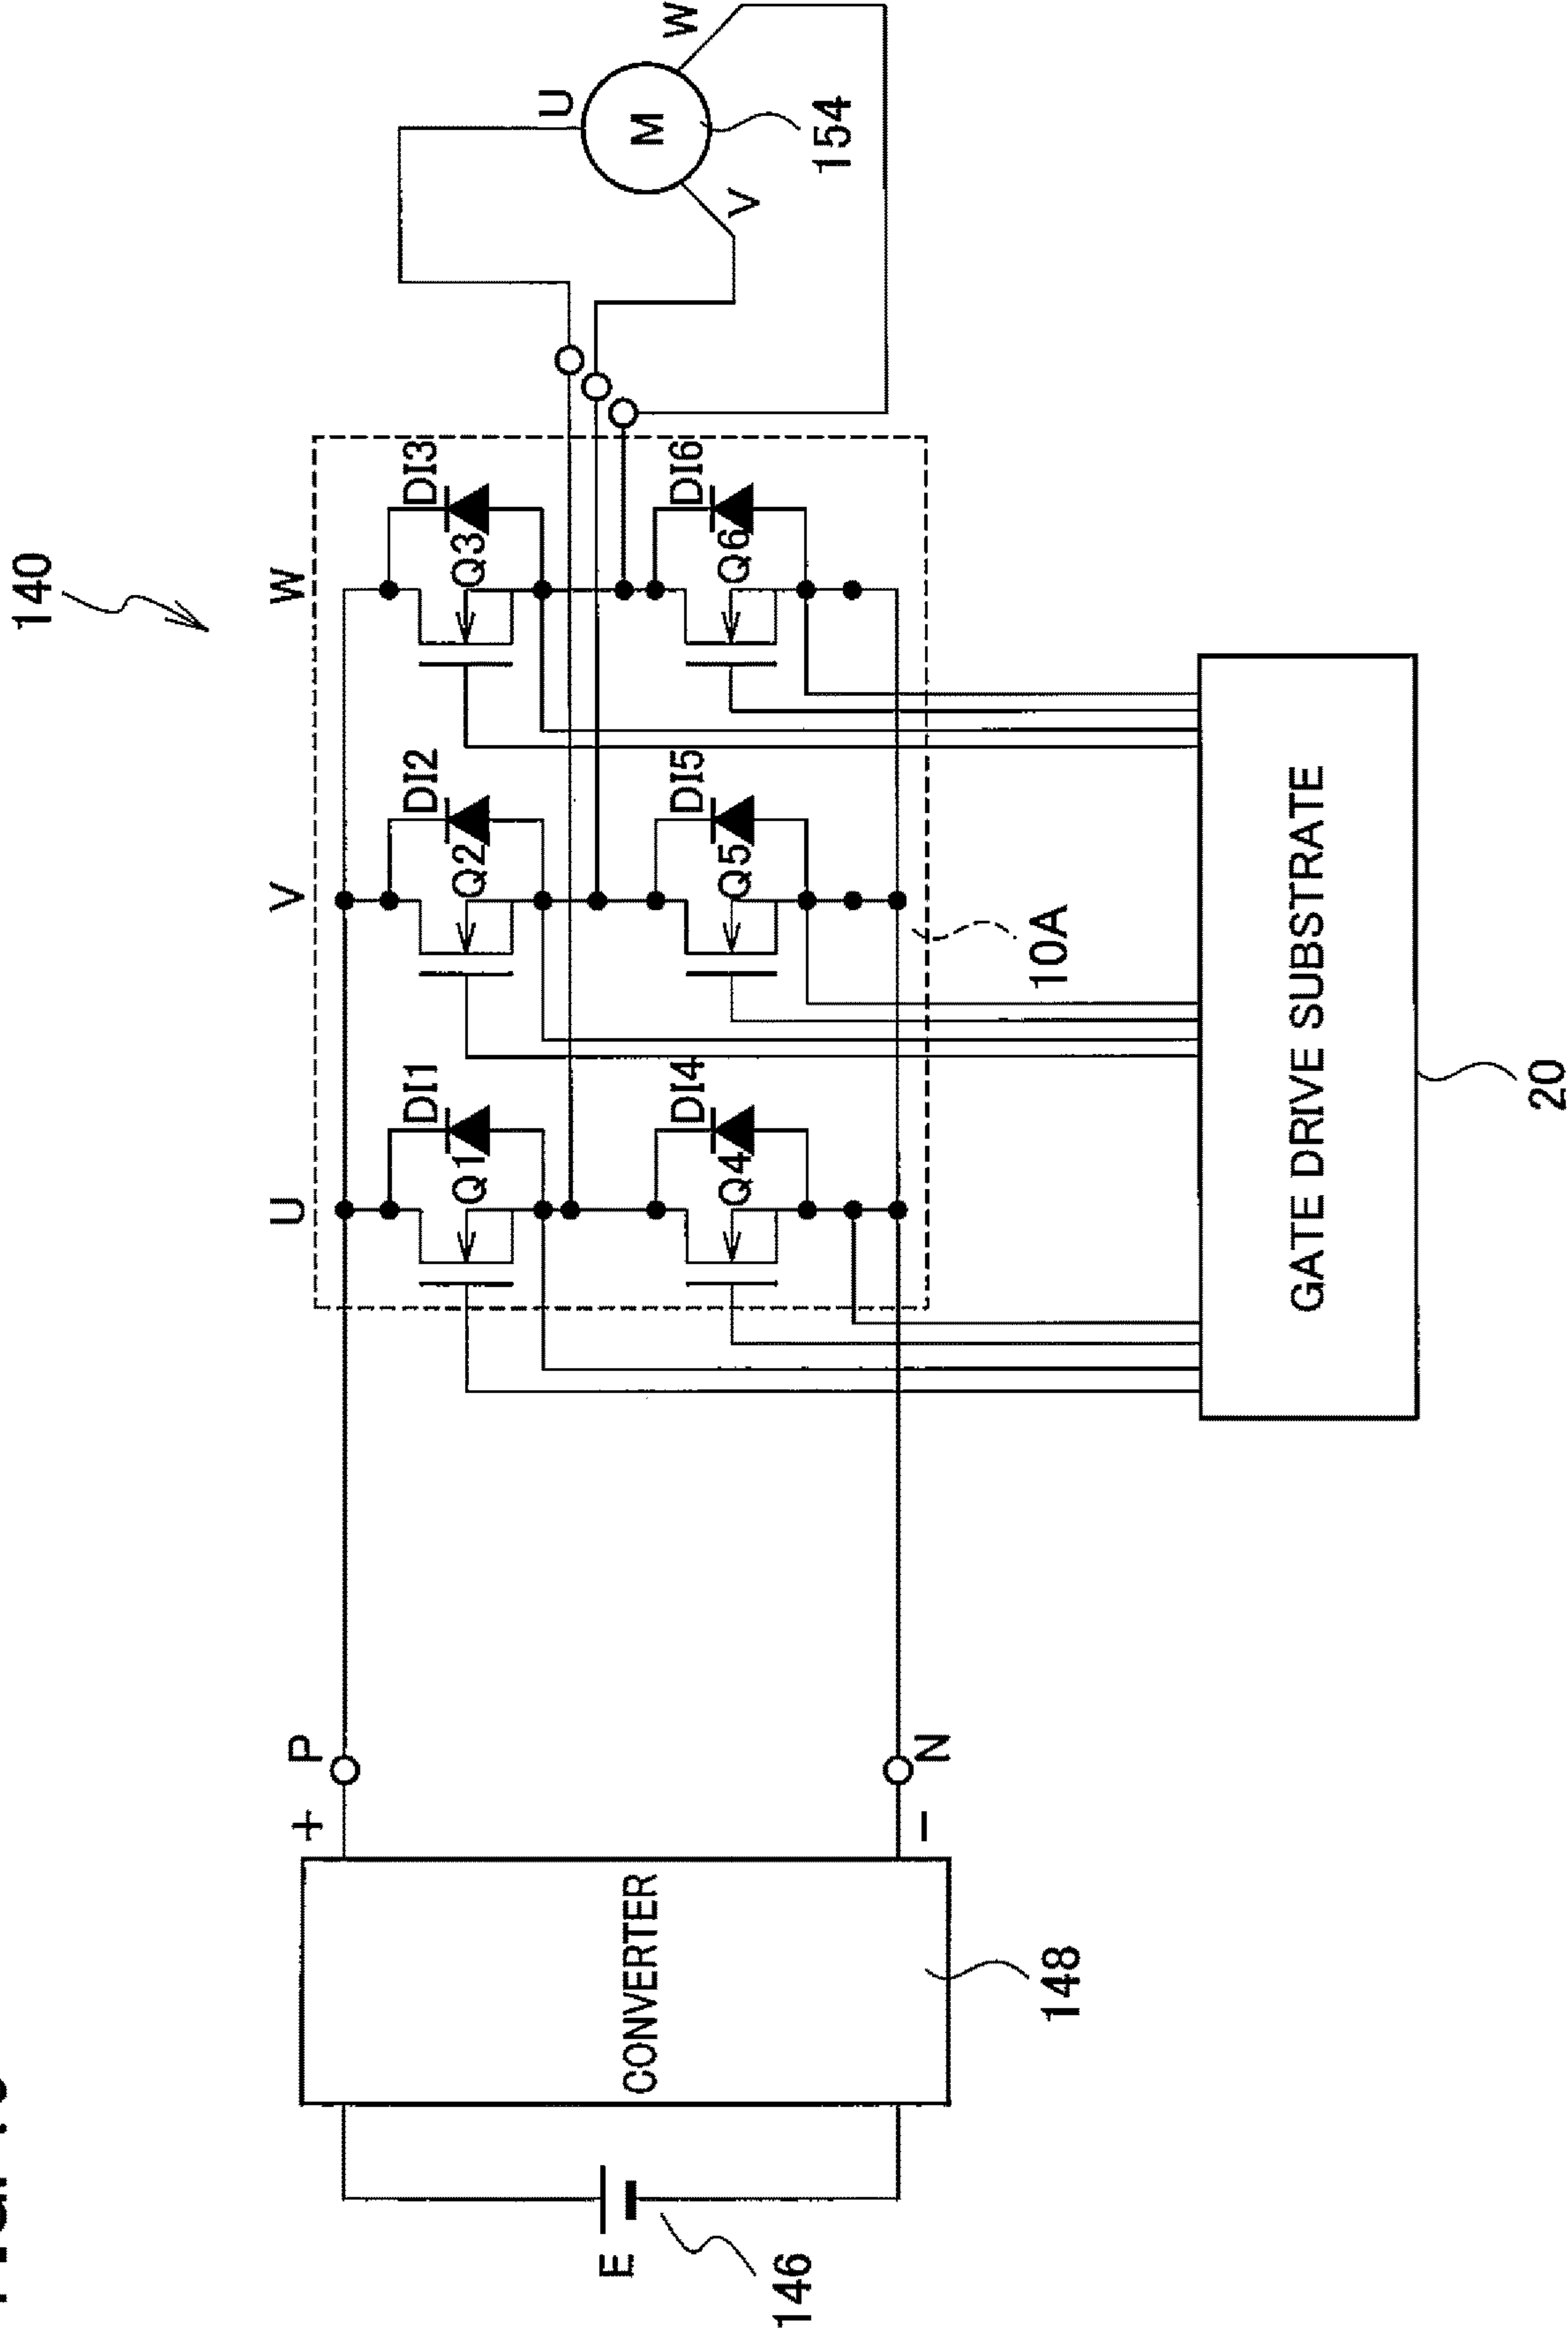 140
U
V
W
DI1
DI2
DI3
Q1
Q2
Q3
DI4
DI5
DI6
Q4
Q5
Q6
10A
P
+
N
−
E
146
CONVERTER
148
GATE DRIVE SUBSTRATE
20
U
V
W
M
154